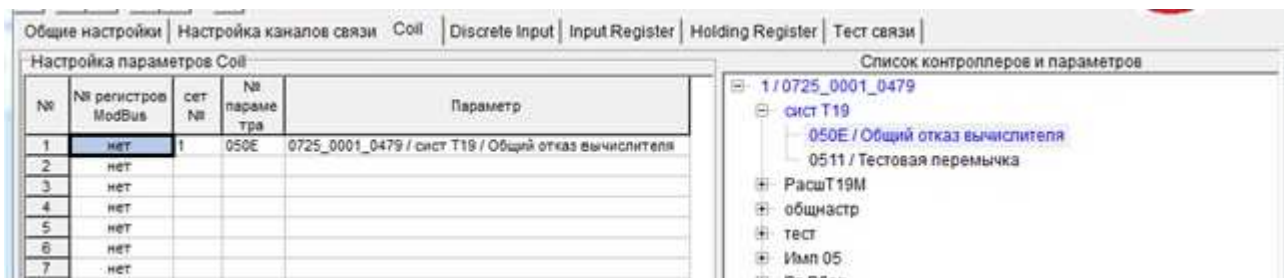 Общие настройки Настройка каналов связи Coil Discrete Input Input Register Holding Register Тест связи
Настройка параметров Coil
№ № регистров ModBus сет № № параметра Параметр
1 нет 1 050E 0725_0001_0479 / сист Т19 / Общий отказ вычислителя
2 нет
3 нет
4 нет
5 нет
6 нет
7 нет
Список контроллеров и параметров
1 / 0725_0001_0479
сист Т19
050E / Общий отказ вычислителя
0511 / Тестовая перемычка
РасшТ19М
общнастр
тест
Имп 05